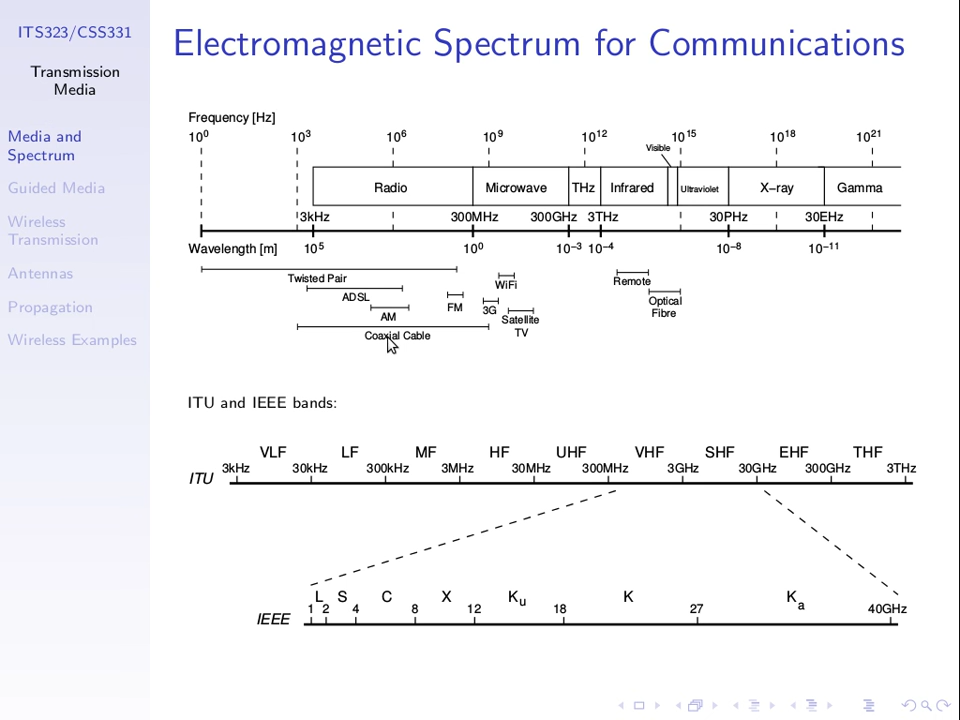 ITS323/CSS331
Transmission
Media
Media and
Spectrum
Guided Media
Wireless
Transmission
Antennas
Propagation
Wireless Examples
Electromagnetic Spectrum for Communications
Frequency [Hz]
10⁰ 10³ 10⁶ 10⁹ 10¹² 10¹⁵ 10¹⁸ 10²¹
Visible
Radio Microwave THz Infrared Ultraviolet X−ray Gamma
3kHz 300MHz 300GHz 3THz 30PHz 30EHz
Wavelength [m] 10⁵ 10⁰ 10⁻³ 10⁻⁴ 10⁻⁸ 10⁻¹¹
Twisted Pair
WiFi
Remote
ADSL
FM
3G
Optical
Fibre
AM
Satellite
TV
Coaxial Cable
ITU and IEEE bands:
VLF LF MF HF UHF VHF SHF EHF THF
3kHz 30kHz 300kHz 3MHz 30MHz 300MHz 3GHz 30GHz 300GHz 3THz
ITU
L S C X Kᵤ K Kₐ
1 2 4 8 12 18 27 40GHz
IEEE